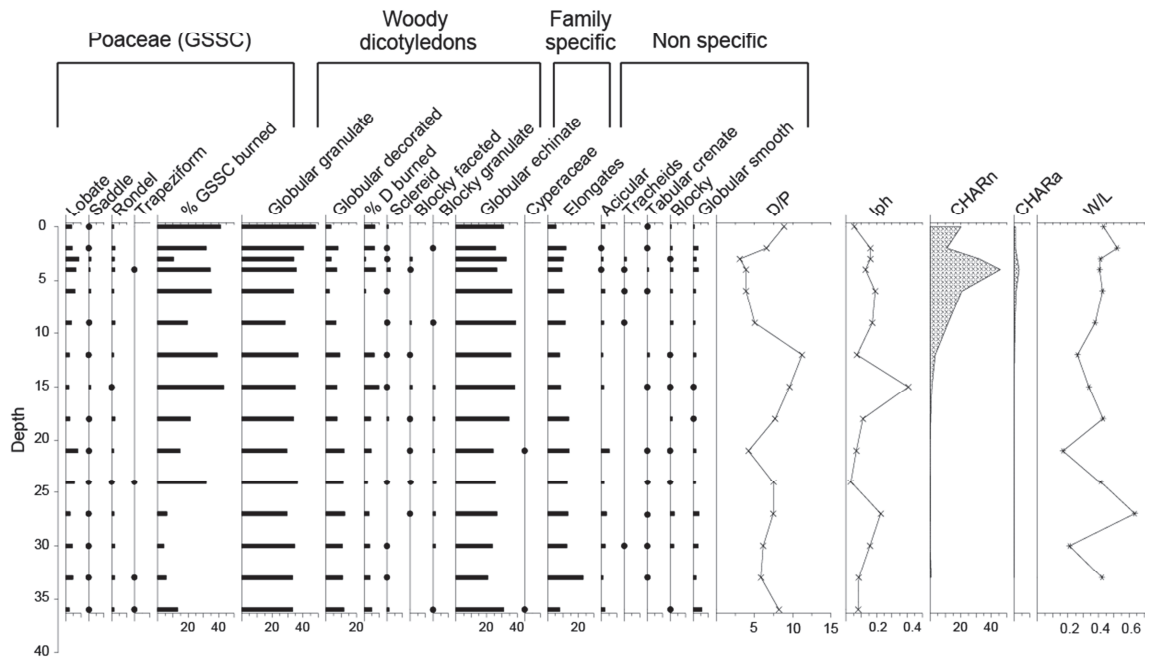 Poaceae (GSSC)
Woody
dicotyledons
Family
specific
Non specific
Lobate
Saddle
Rondel
Trapeziform
% GSSC burned
Globular granulate
Globular decorated
% D burned
Sclereid
Blocky faceted
Blocky granulate
Globular echinate
Cyperaceae
Elongates
Acicular
Tracheids
Tabular crenate
Blocky
Globular smooth
D/P
Iph
CHARn
CHARa
W/L
Depth
0
5
10
15
20
25
30
35
40
20 40
20 40 20
20 40
20
5 10 15
0.2 0.4
20 40
0.2 0.4 0.6